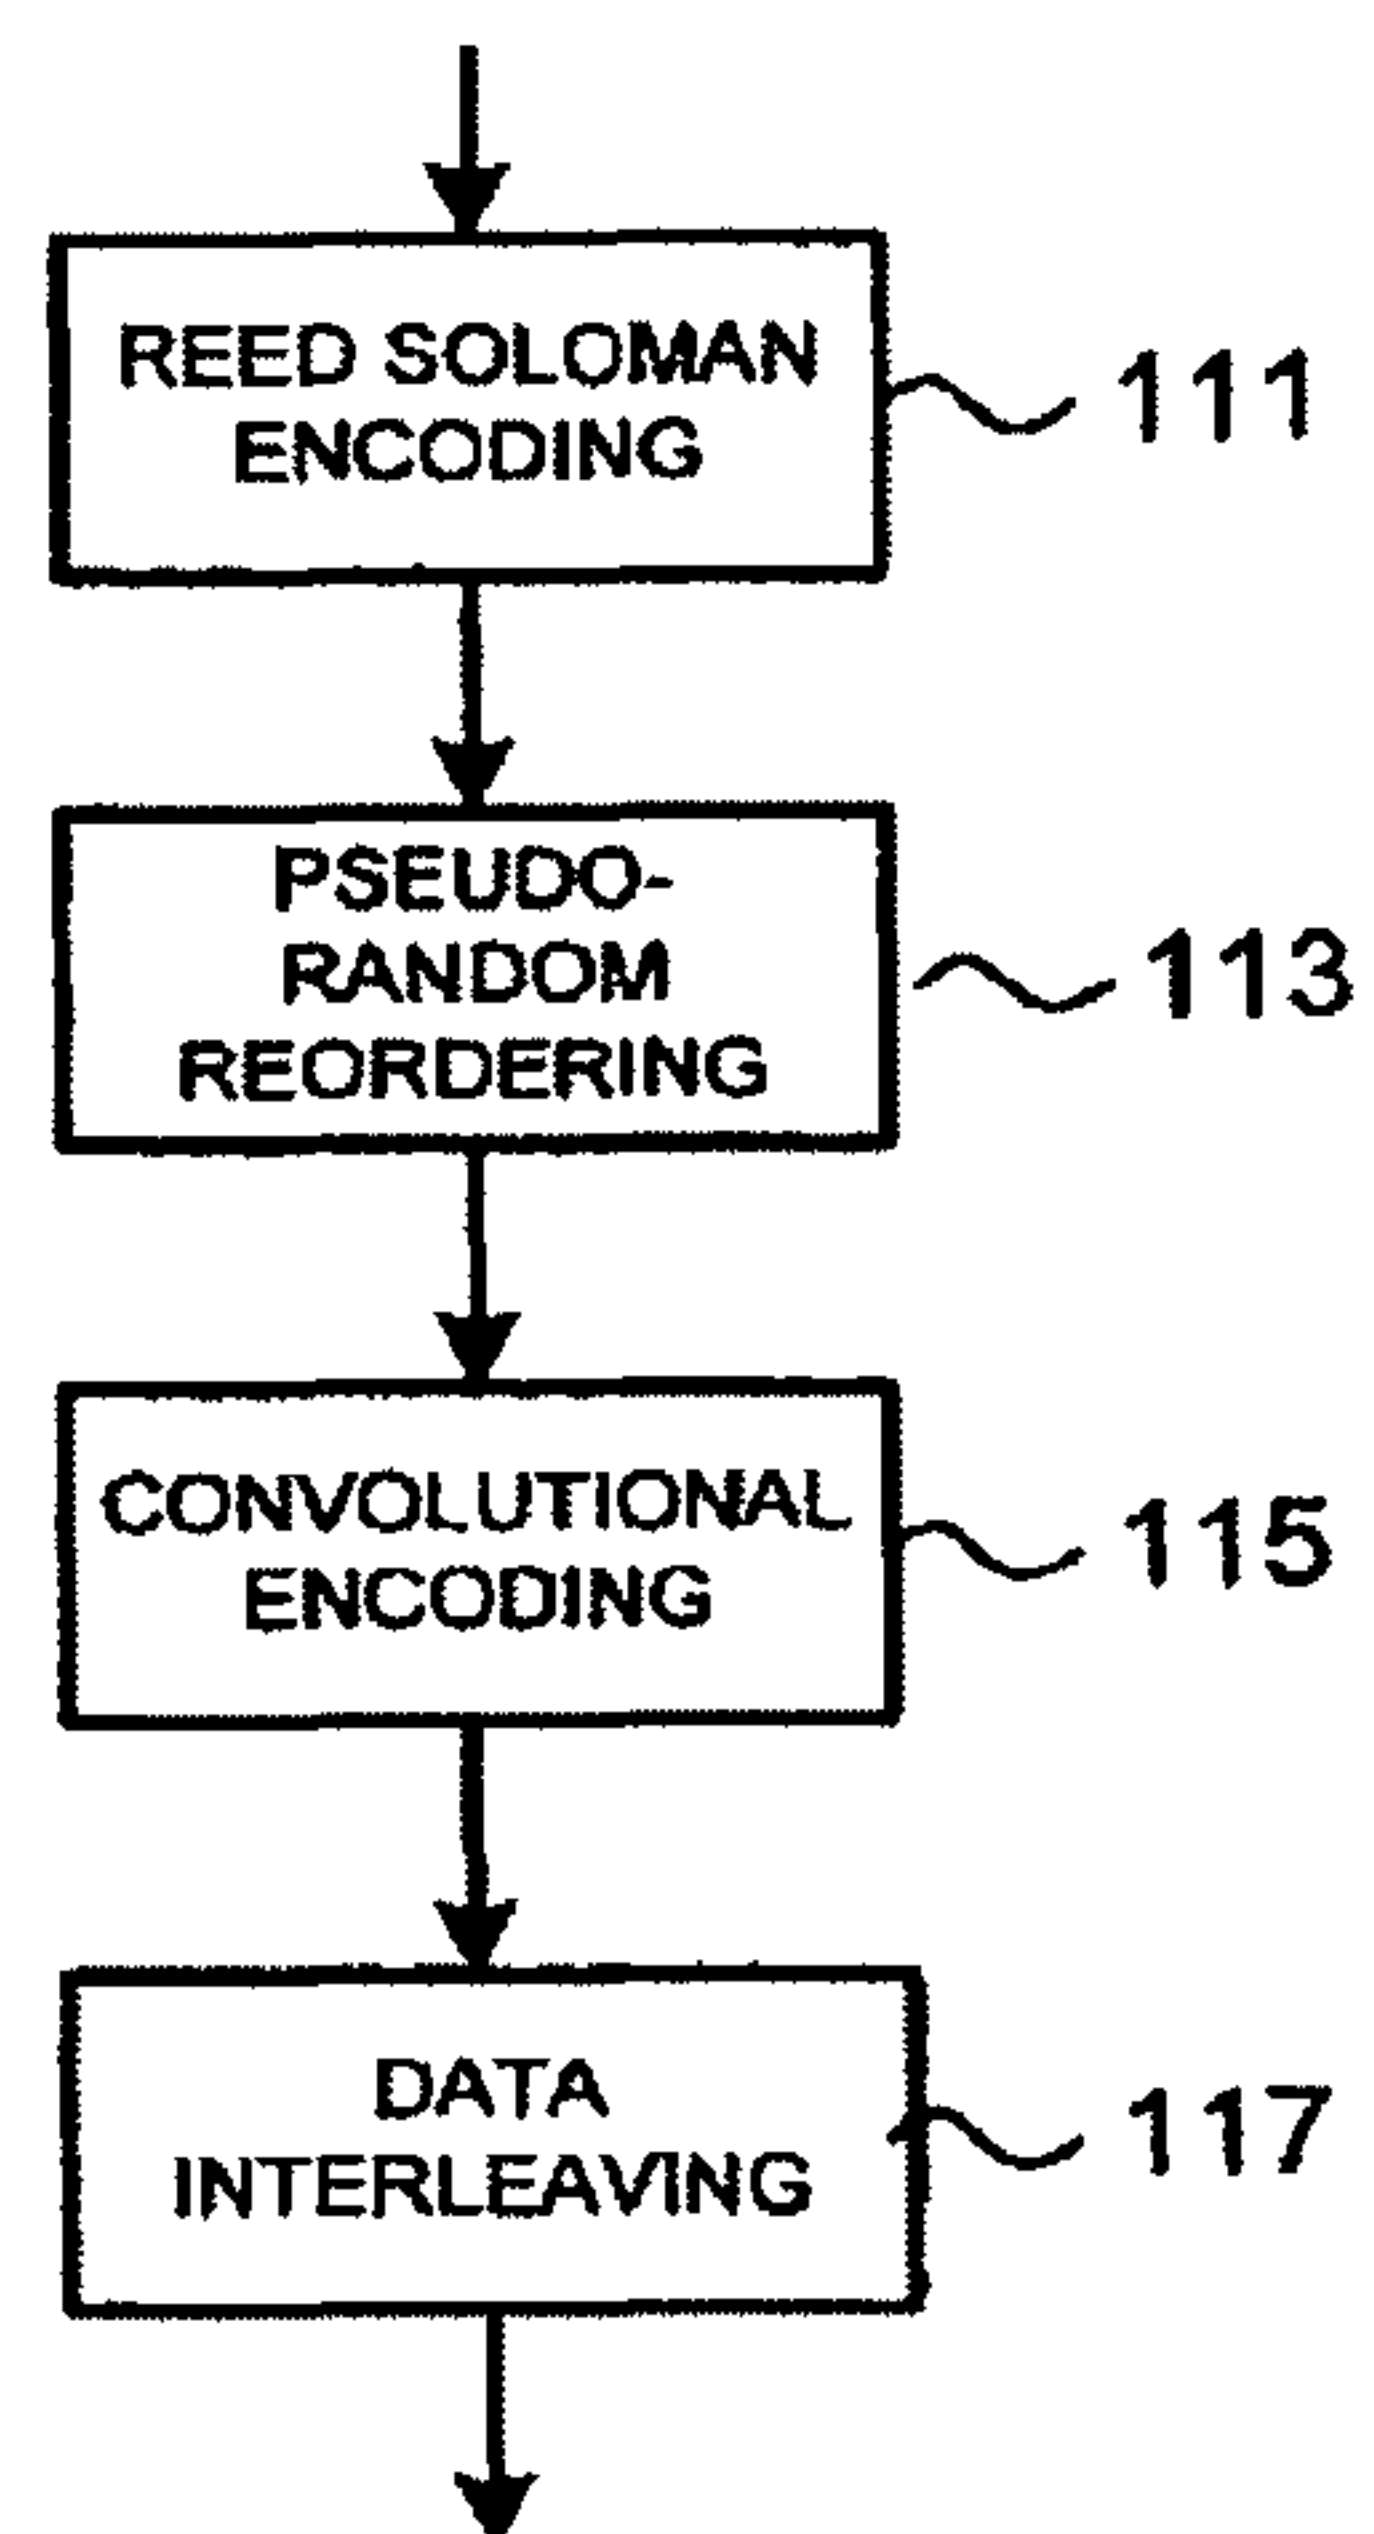 REED SOLOMAN
ENCODING
111
PSEUDO-
RANDOM
REORDERING
113
CONVOLUTIONAL
ENCODING
115
DATA
INTERLEAVING
117